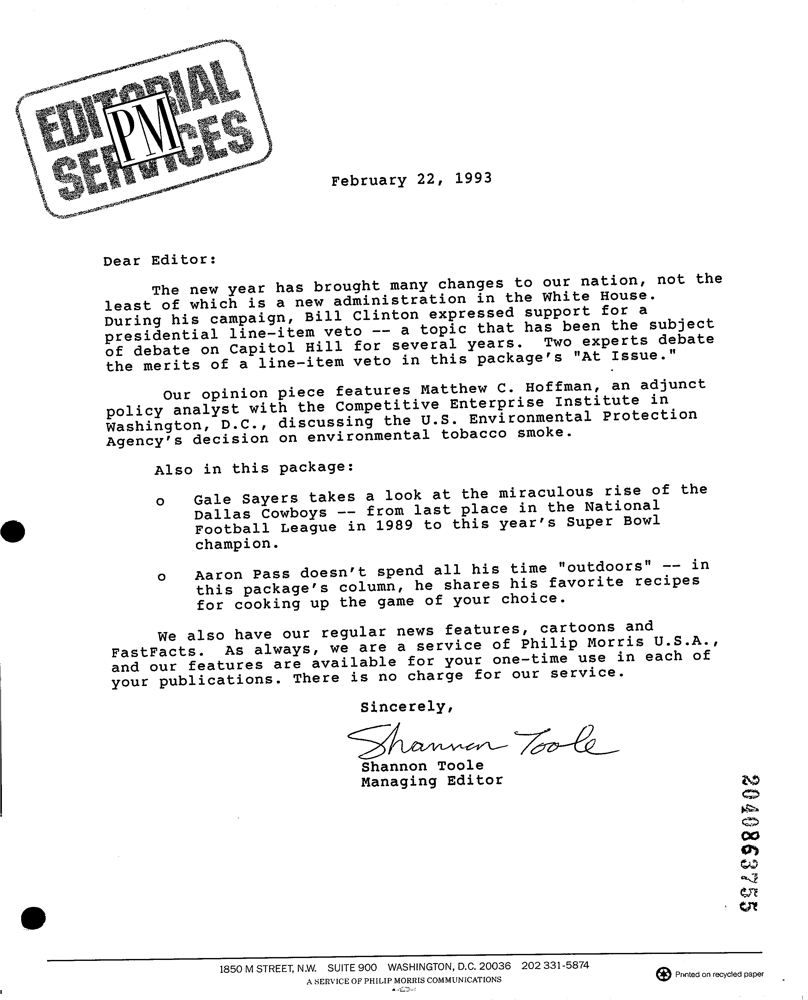 EDITORIAL
PM
SERVICES
February 22, 1993
Dear Editor:
The new year has brought many changes to our nation, not the
least of which is a new administration in the White House.
During his campaign, Bill Clinton expressed support for a
presidential line-item veto -- a topic that has been the subject
of debate on Capitol Hill for several years. Two experts debate
the merits of a line-item veto in this package's "At Issue."
Our opinion piece features Matthew C. Hoffman, an adjunct
policy analyst with the Competitive Enterprise Institute in
Washington, D.C., discussing the U.S. Environmental Protection
Agency's decision on environmental tobacco smoke.
Also in this package:
o Gale Sayers takes a look at the miraculous rise of the
Dallas Cowboys -- from last place in the National
Football League in 1989 to this year's Super Bowl
champion.
o Aaron Pass doesn't spend all his time "outdoors" -- in
this package's column, he shares his favorite recipes
for cooking up the game of your choice.
We also have our regular news features, cartoons and
FastFacts. As always, we are a service of Philip Morris U.S.A.,
and our features are available for your one-time use in each of
your publications. There is no charge for our service.
Sincerely,
Shannon Toole
Shannon Toole
Managing Editor
2040863755
1850 M STREET, N.W. SUITE 900 WASHINGTON, D.C. 20036 202 331-5874
A SERVICE OF PHILIP MORRIS COMMUNICATIONS
Printed on recycled paper